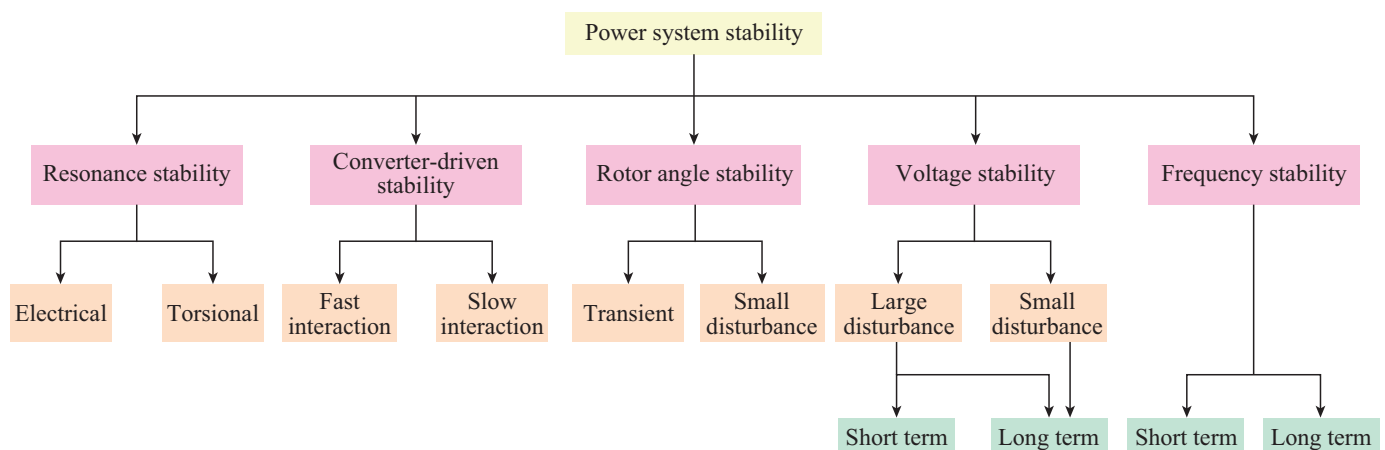 Power system stability
Resonance stability
Converter-driven
stability
Rotor angle stability
Voltage stability
Frequency stability
Electrical
Torsional
Fast
interaction
Slow
interaction
Transient
Small
disturbance
Large
disturbance
Small
disturbance
Short term
Long term
Short term
Long term